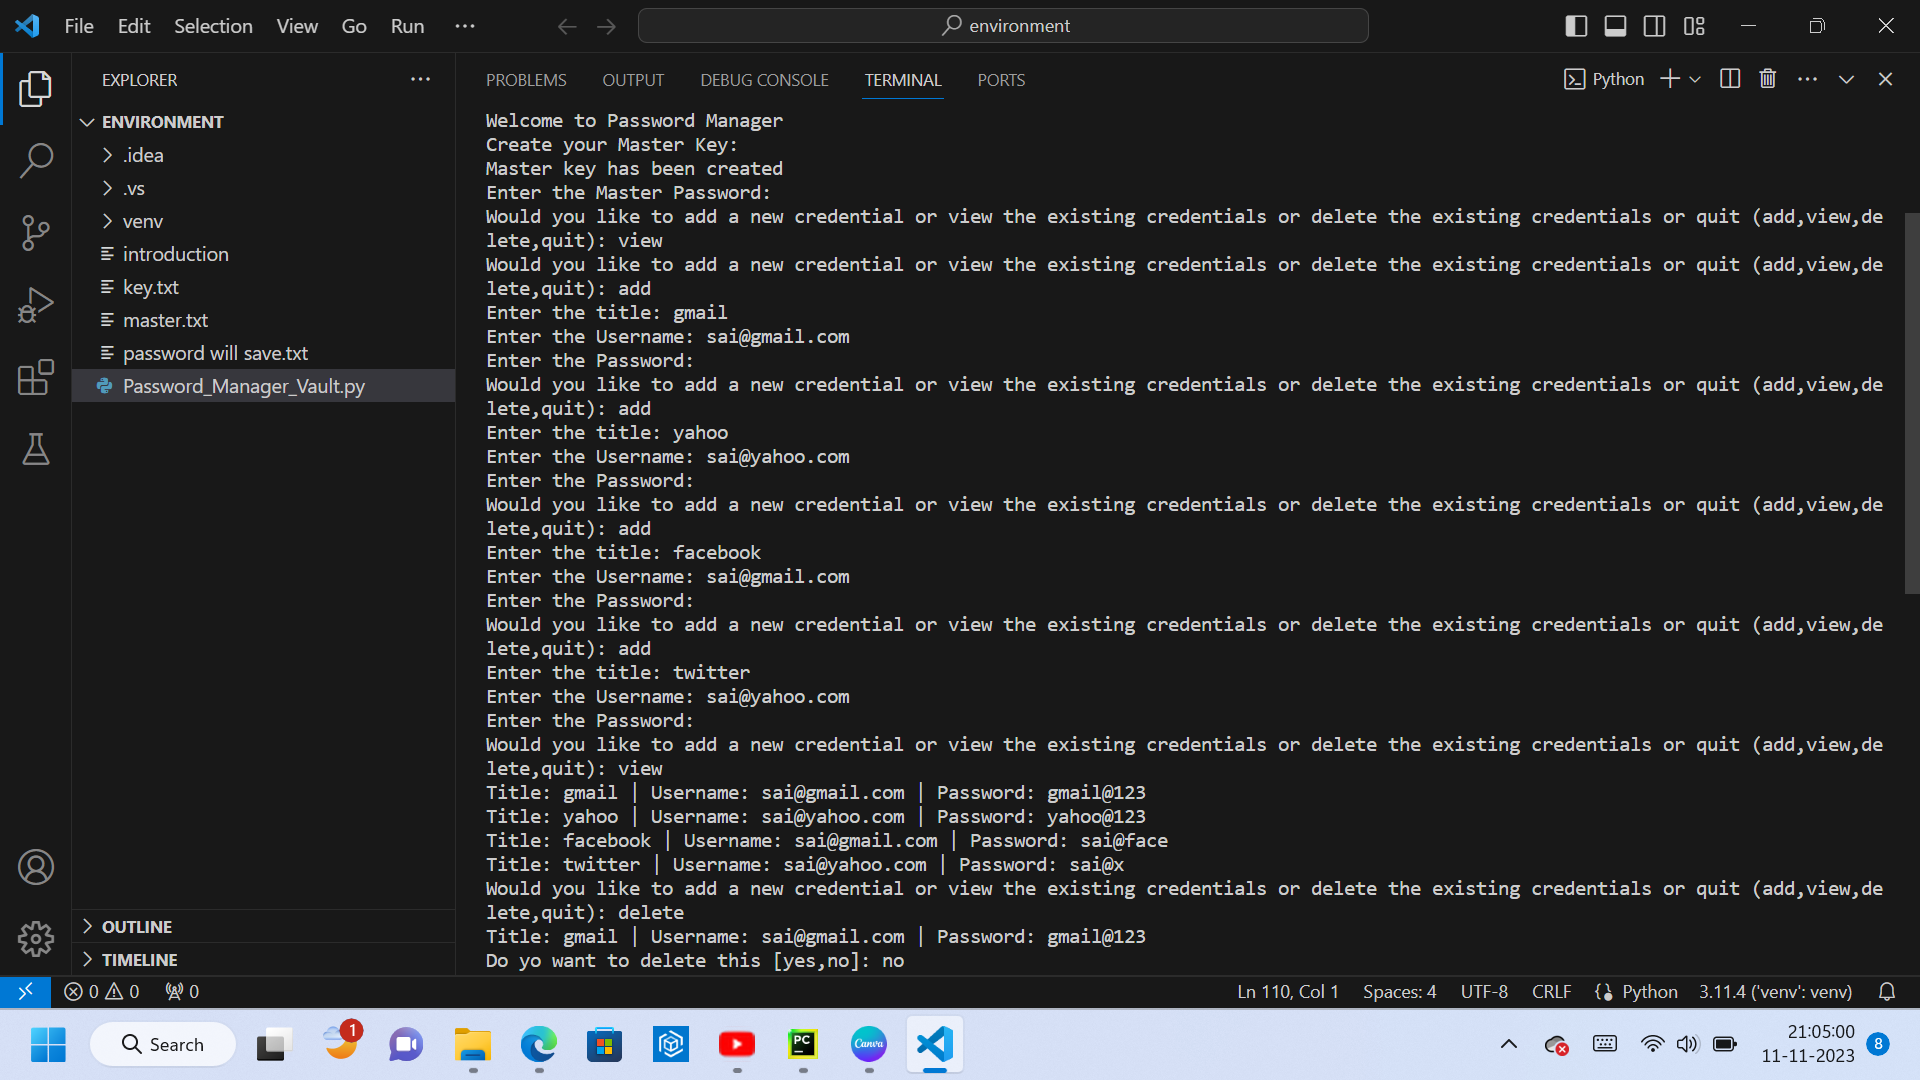 File Edit Selection View Go Run ··· environment
EXPLORER ···
PROBLEMS OUTPUT DEBUG CONSOLE TERMINAL PORTS Python
ENVIRONMENT
.idea
.vs
venv
introduction
key.txt
master.txt
password will save.txt
Password_Manager_Vault.py
OUTLINE
TIMELINE
Welcome to Password Manager
Create your Master Key:
Master key has been created
Enter the Master Password:
Would you like to add a new credential or view the existing credentials or delete the existing credentials or quit (add,view,de
lete,quit): view
Would you like to add a new credential or view the existing credentials or delete the existing credentials or quit (add,view,de
lete,quit): add
Enter the title: gmail
Enter the Username: sai@gmail.com
Enter the Password:
Would you like to add a new credential or view the existing credentials or delete the existing credentials or quit (add,view,de
lete,quit): add
Enter the title: yahoo
Enter the Username: sai@yahoo.com
Enter the Password:
Would you like to add a new credential or view the existing credentials or delete the existing credentials or quit (add,view,de
lete,quit): add
Enter the title: facebook
Enter the Username: sai@gmail.com
Enter the Password:
Would you like to add a new credential or view the existing credentials or delete the existing credentials or quit (add,view,de
lete,quit): add
Enter the title: twitter
Enter the Username: sai@yahoo.com
Enter the Password:
Would you like to add a new credential or view the existing credentials or delete the existing credentials or quit (add,view,de
lete,quit): view
Title: gmail | Username: sai@gmail.com | Password: gmail@123
Title: yahoo | Username: sai@yahoo.com | Password: yahoo@123
Title: facebook | Username: sai@gmail.com | Password: sai@face
Title: twitter | Username: sai@yahoo.com | Password: sai@x
Would you like to add a new credential or view the existing credentials or delete the existing credentials or quit (add,view,de
lete,quit): delete
Title: gmail | Username: sai@gmail.com | Password: gmail@123
Do yo want to delete this [yes,no]: no
0 0 0 Ln 110, Col 1 Spaces: 4 UTF-8 CRLF Python 3.11.4 ('venv': venv)
Search 1 PC Canva 21:05:00 8
11-11-2023